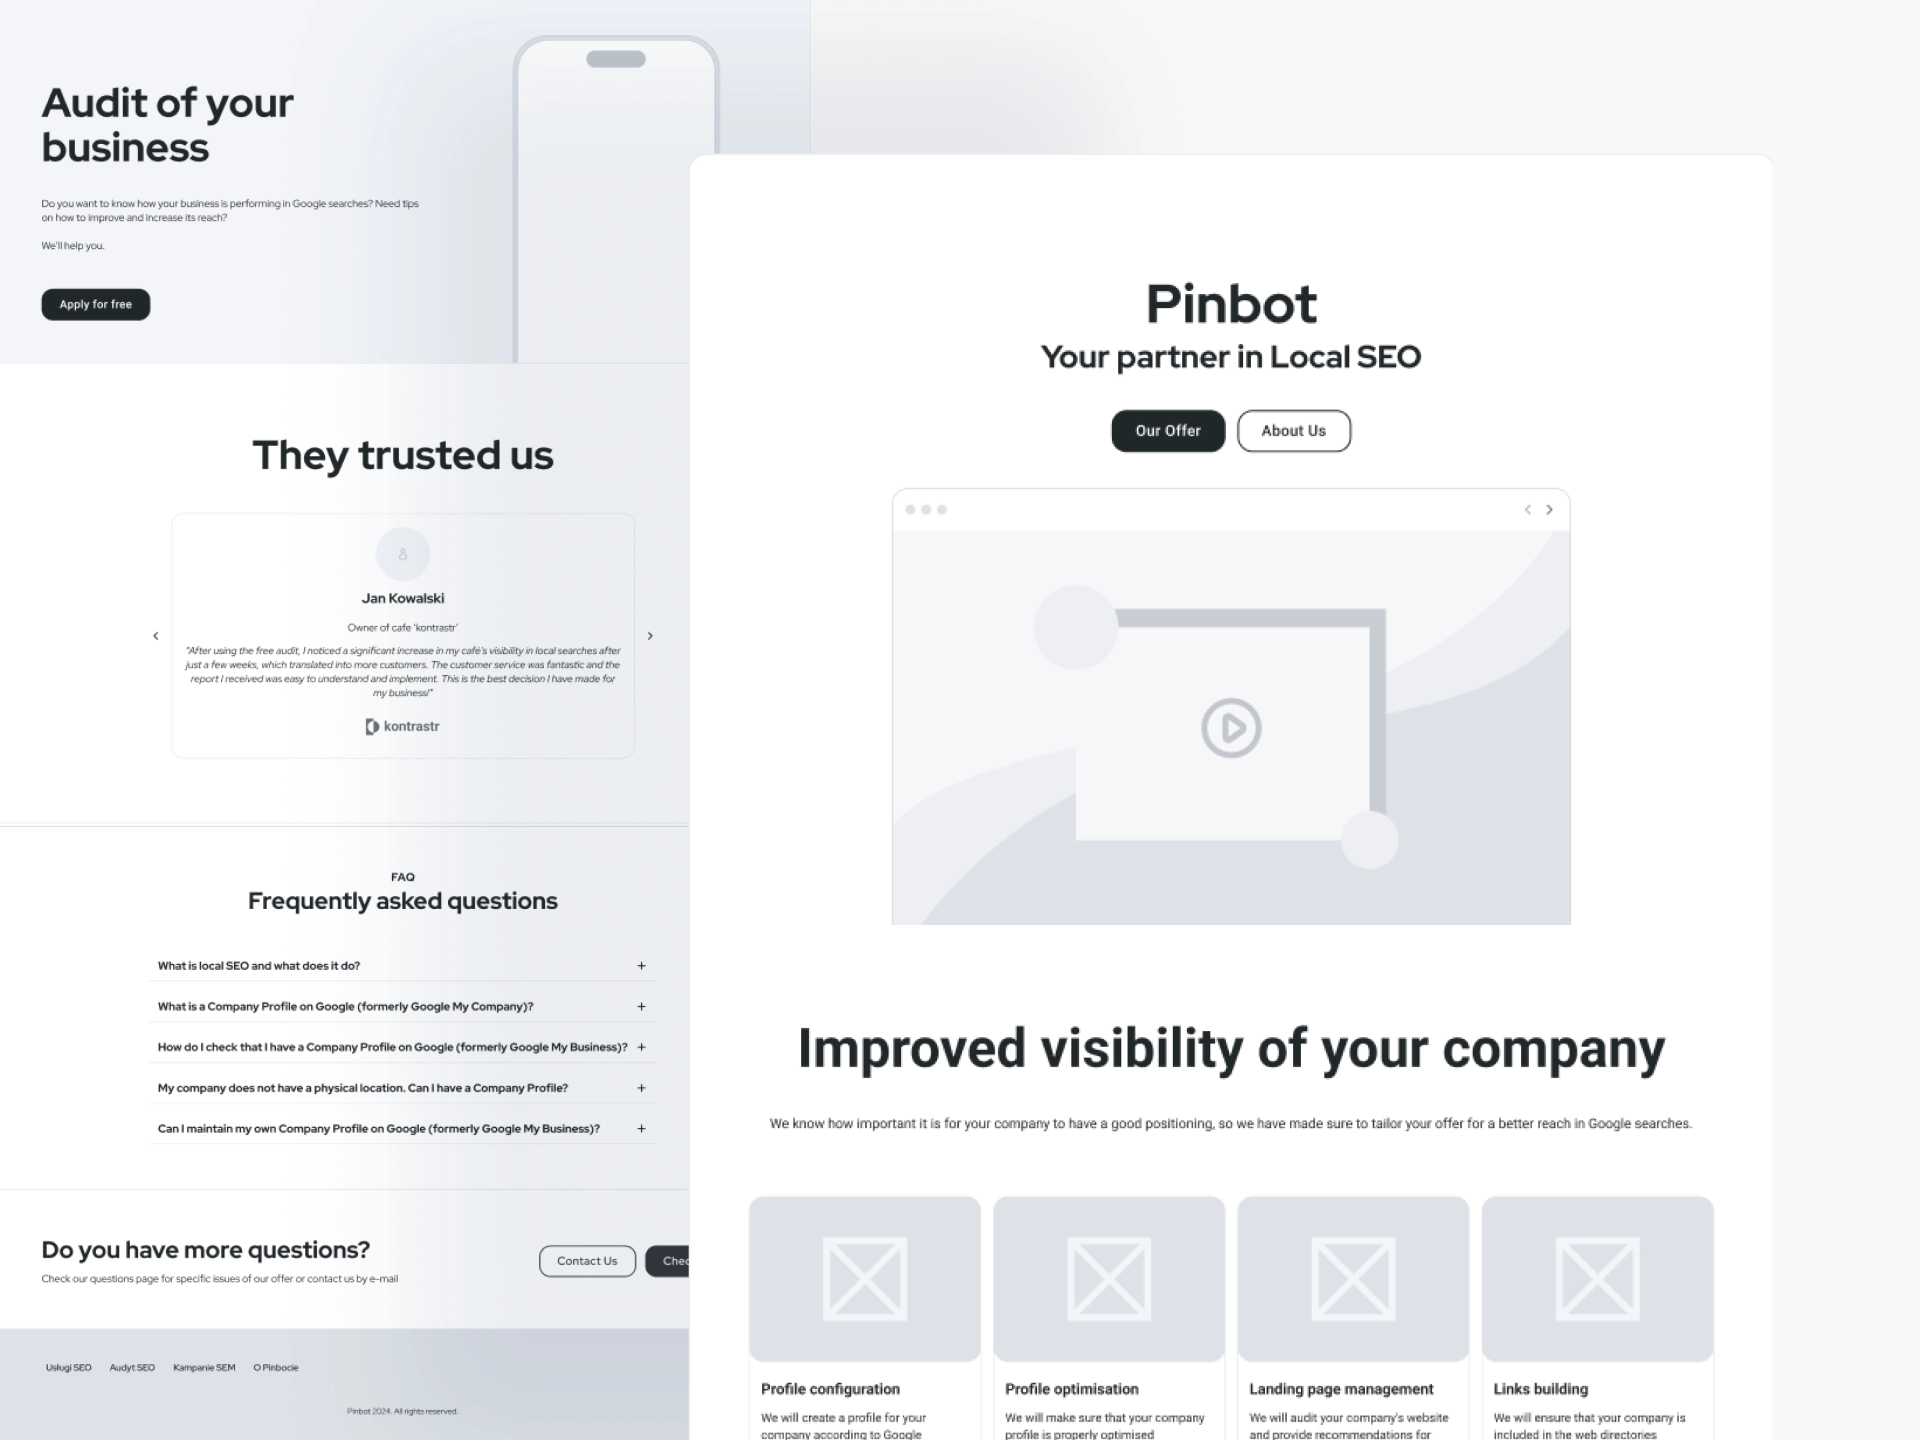 Audit of your
business
Do you want to know how your business is performing in Google searches? Need tips
on how to improve and increase its reach?
We'll help you.
Apply for free
They trusted us
Jan Kowalski
Owner of cafe 'kontrastr'
"After using the free audit, I noticed a significant increase in my café's visibility in local searches after
just a few weeks, which translated into more customers. The customer service was fantastic and the
report I received was easy to understand and implement. This is the best decision I have made for
my business!"
kontrastr
FAQ
Frequently asked questions
What is local SEO and what does it do?
What is a Company Profile on Google (formerly Google My Company)?
How do I check that I have a Company Profile on Google (formerly Google My Business)?
My company does not have a physical location. Can I have a Company Profile?
Can I maintain my own Company Profile on Google (formerly Google My Business)?
Do you have more questions?
Check our questions page for specific issues of our offer or contact us by e-mail
Contact Us
Usługi SEO Audyt SEO Kampanie SEM O Pinbocie
Pinbot 2024. All rights reserved.
Pinbot
Your partner in Local SEO
Our Offer About Us
Improved visibility of your company
We know how important it is for your company to have a good positioning, so we have made sure to tailor your offer for a better reach in Google searches.
Profile configuration
We will create a profile for your
company according to Google
Profile optimisation
We will make sure that your company
profile is properly optimised
Landing page management
We will audit your company's website
and provide recommendations for
Links building
We will ensure that your company is
included in the web directories